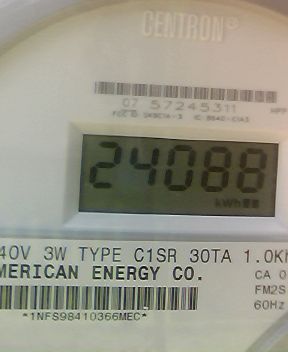 CENTRON®
07 57245311
24088
kWh
40V 3W TYPE C1SR 30TA 1.0Kh
MERICAN ENERGY CO.
CA 0
FM2S
60Hz
*1NFS98410366MEC*